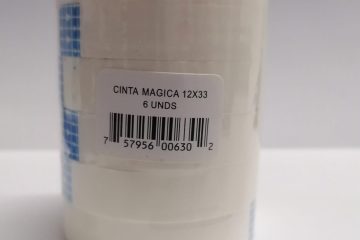 CINTA MAGICA 12X33
6 UNDS
7 57956 00630 2